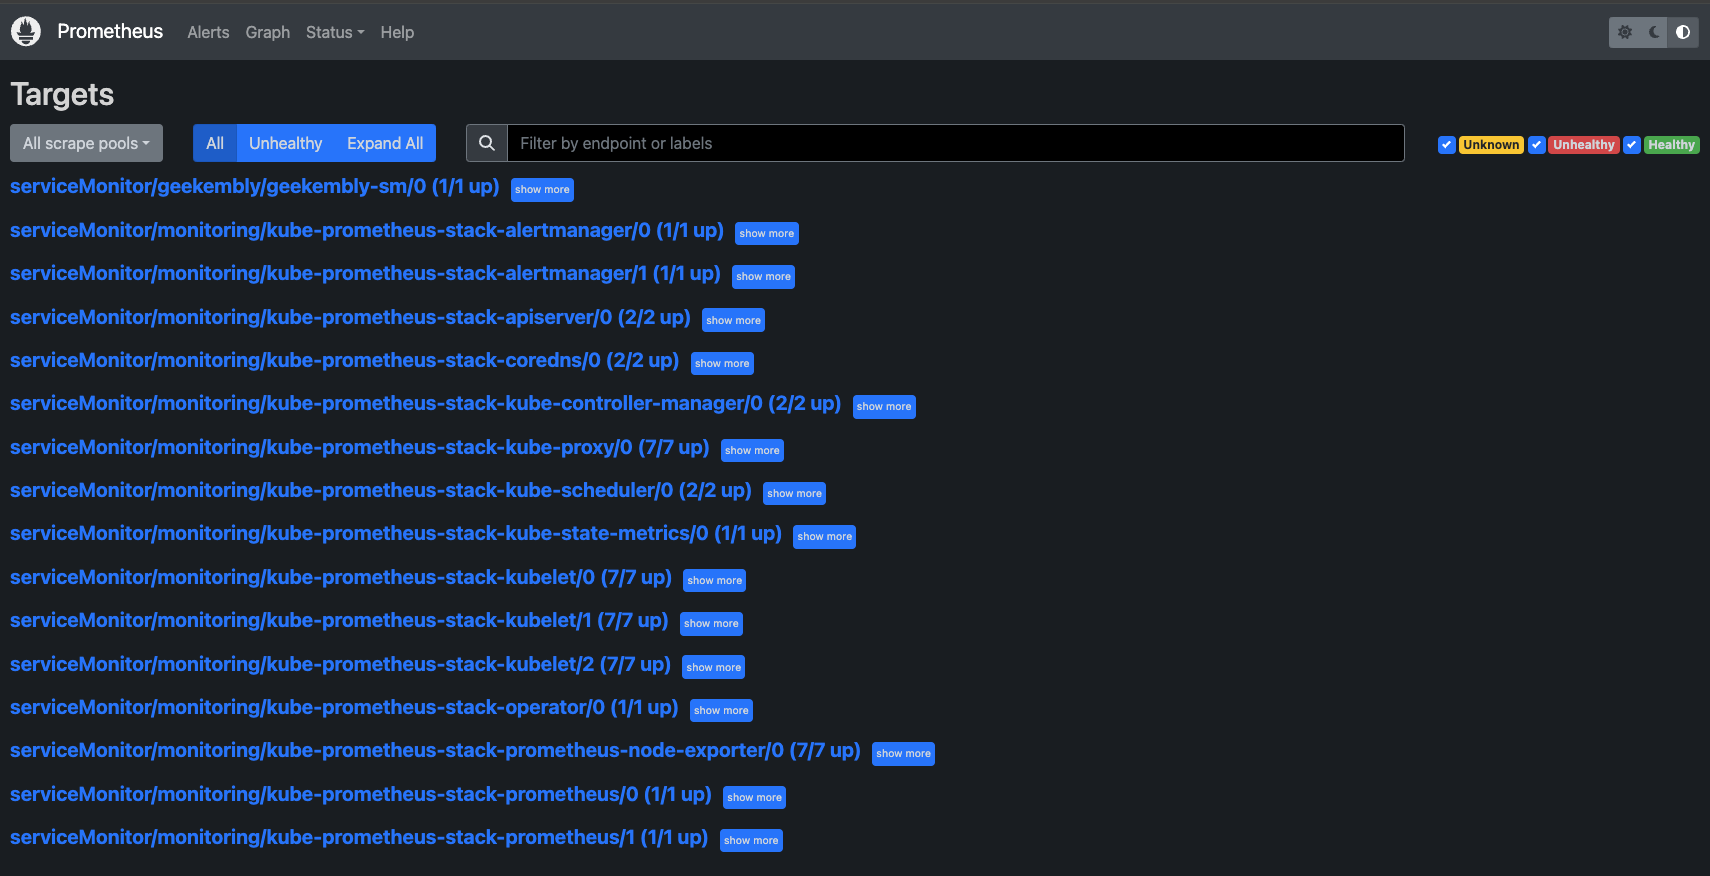 Prometheus Alerts Graph Status Help
Targets
All scrape pools All Unhealthy Expand All Filter by endpoint or labels Unknown Unhealthy Healthy
serviceMonitor/geekembly/geekembly-sm/0 (1/1 up) show more
serviceMonitor/monitoring/kube-prometheus-stack-alertmanager/0 (1/1 up) show more
serviceMonitor/monitoring/kube-prometheus-stack-alertmanager/1 (1/1 up) show more
serviceMonitor/monitoring/kube-prometheus-stack-apiserver/0 (2/2 up) show more
serviceMonitor/monitoring/kube-prometheus-stack-coredns/0 (2/2 up) show more
serviceMonitor/monitoring/kube-prometheus-stack-kube-controller-manager/0 (2/2 up) show more
serviceMonitor/monitoring/kube-prometheus-stack-kube-proxy/0 (7/7 up) show more
serviceMonitor/monitoring/kube-prometheus-stack-kube-scheduler/0 (2/2 up) show more
serviceMonitor/monitoring/kube-prometheus-stack-kube-state-metrics/0 (1/1 up) show more
serviceMonitor/monitoring/kube-prometheus-stack-kubelet/0 (7/7 up) show more
serviceMonitor/monitoring/kube-prometheus-stack-kubelet/1 (7/7 up) show more
serviceMonitor/monitoring/kube-prometheus-stack-kubelet/2 (7/7 up) show more
serviceMonitor/monitoring/kube-prometheus-stack-operator/0 (1/1 up) show more
serviceMonitor/monitoring/kube-prometheus-stack-prometheus-node-exporter/0 (7/7 up) show more
serviceMonitor/monitoring/kube-prometheus-stack-prometheus/0 (1/1 up) show more
serviceMonitor/monitoring/kube-prometheus-stack-prometheus/1 (1/1 up) show more